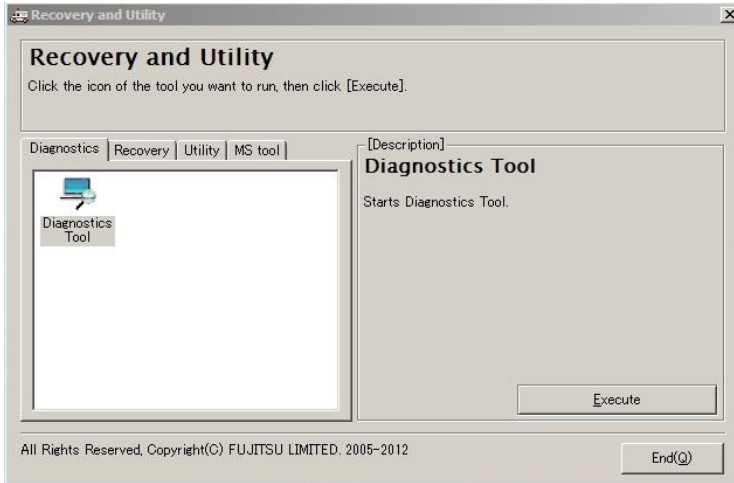 Recovery and Utility
Recovery and Utility
Click the icon of the tool you want to run, then click [Execute].
Diagnostics
Recovery
Utility
MS tool
Diagnostics
Tool
[Description]
Diagnostics Tool
Starts Diagnostics Tool.
Execute
All Rights Reserved, Copyright(C) FUJITSU LIMITED. 2005-2012
End(Q)